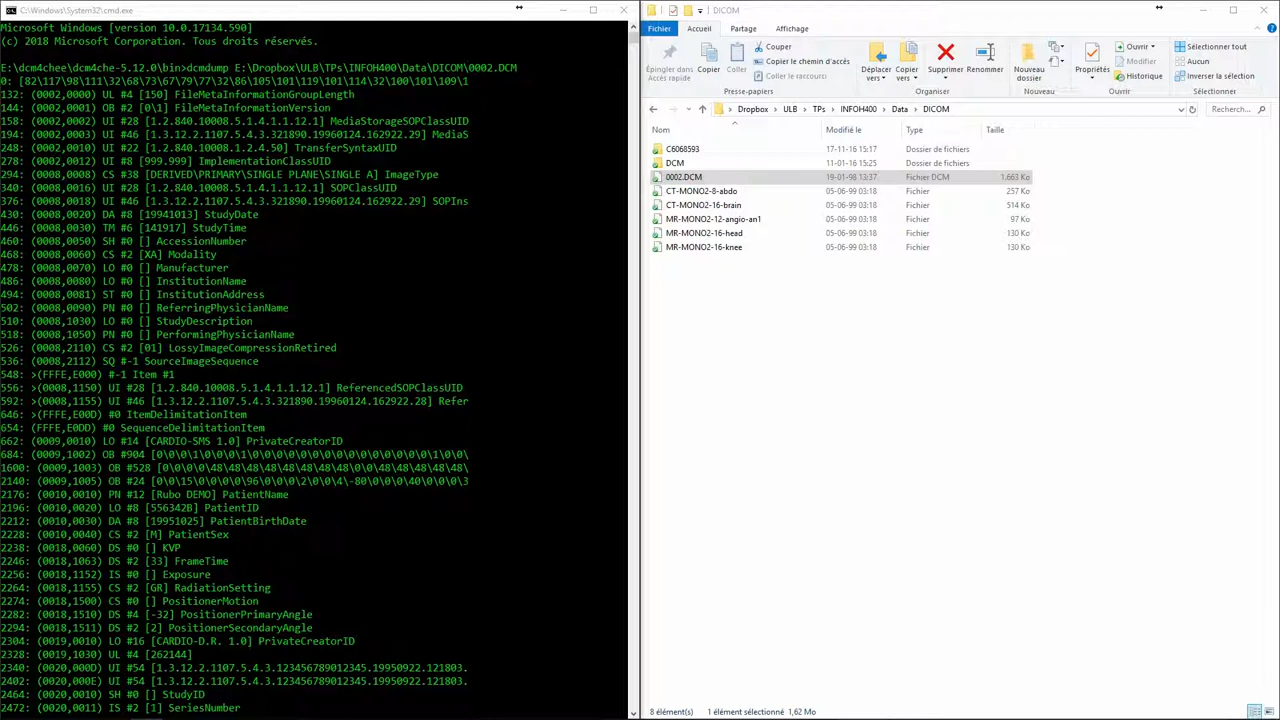 C:\Windows\System32\cmd.exe
Microsoft Windows [version 10.0.17134.590]
(c) 2018 Microsoft Corporation. Tous droits réservés.
E:\dcm4chee\dcm4che-5.12.0\bin>dcmdump E:\Dropbox\ULB\TPs\INFOH400\Data\DICOM\0002.DCM
0: [82\117\98\111\32\68\73\67\79\77\32\86\105\101\119\101\114\32\100\101\109\1
132: (0002,0000) UL #4 [150] FileMetaInformationGroupLength
144: (0002,0001) OB #2 [0\1] FileMetaInformationVersion
158: (0002,0002) UI #28 [1.2.840.10008.5.1.4.1.1.12.1] MediaStorageSOPClassUID
194: (0002,0003) UI #46 [1.3.12.2.1107.5.4.3.321890.19960124.162922.29] MediaS
248: (0002,0010) UI #22 [1.2.840.10008.1.2.4.50] TransferSyntaxUID
278: (0002,0012) UI #8 [999.999] ImplementationClassUID
294: (0008,0008) CS #38 [DERIVED\PRIMARY\SINGLE PLANE\SINGLE A] ImageType
340: (0008,0016) UI #28 [1.2.840.10008.5.1.4.1.1.12.1] SOPClassUID
376: (0008,0018) UI #46 [1.3.12.2.1107.5.4.3.321890.19960124.162922.29] SOPIns
430: (0008,0020) DA #8 [19941013] StudyDate
446: (0008,0030) TM #6 [141917] StudyTime
460: (0008,0050) SH #0 [] AccessionNumber
468: (0008,0060) CS #2 [XA] Modality
478: (0008,0070) LO #0 [] Manufacturer
486: (0008,0080) LO #0 [] InstitutionName
494: (0008,0081) ST #0 [] InstitutionAddress
502: (0008,0090) PN #0 [] ReferringPhysicianName
510: (0008,1030) LO #0 [] StudyDescription
518: (0008,1050) PN #0 [] PerformingPhysicianName
526: (0008,2110) CS #2 [01] LossyImageCompressionRetired
536: (0008,2112) SQ #-1 SourceImageSequence
548: >(FFFE,E000) #-1 Item #1
556: >(0008,1150) UI #28 [1.2.840.10008.5.1.4.1.1.12.1] ReferencedSOPClassUID
592: >(0008,1155) UI #46 [1.3.12.2.1107.5.4.3.321890.19960124.162922.28] Refer
646: >(FFFE,E00D) #0 ItemDelimitationItem
654: (FFFE,E0DD) #0 SequenceDelimitationItem
662: (0009,0010) LO #14 [CARDIO-SMS 1.0] PrivateCreatorID
684: (0009,1002) OB #904 [0\0\0\1\0\0\0\1\0\0\0\0\0\0\0\0\0\0\0\0\0\0\0\1\0\0\
1600: (0009,1003) OB #528 [0\0\0\0\48\48\48\48\48\48\48\48\0\0\48\48\48\48\48\
2140: (0009,1005) OB #24 [0\0\15\0\0\0\0\96\0\0\0\2\0\0\4\-80\0\0\0\40\0\0\0\3
2176: (0010,0010) PN #12 [Rubo DEMO] PatientName
2196: (0010,0020) LO #8 [556342B] PatientID
2212: (0010,0030) DA #8 [19951025] PatientBirthDate
2228: (0010,0040) CS #2 [M] PatientSex
2238: (0018,0060) DS #0 [] KVP
2246: (0018,1063) DS #2 [33] FrameTime
2256: (0018,1152) IS #0 [] Exposure
2264: (0018,1155) CS #2 [GR] RadiationSetting
2274: (0018,1500) CS #0 [] PositionerMotion
2282: (0018,1510) DS #4 [-32] PositionerPrimaryAngle
2294: (0018,1511) DS #2 [2] PositionerSecondaryAngle
2304: (0019,0010) LO #16 [CARDIO-D.R. 1.0] PrivateCreatorID
2328: (0019,1030) UL #4 [262144]
2340: (0020,000D) UI #54 [1.3.12.2.1107.5.4.3.123456789012345.19950922.121803.
2402: (0020,000E) UI #54 [1.3.12.2.1107.5.4.3.123456789012345.19950922.121803.
2464: (0020,0010) SH #0 [] StudyID
2472: (0020,0011) IS #2 [1] SeriesNumber
DICOM
Fichier Accueil Partage Affichage
Épingler dans Accès rapide
Copier
Coller
Couper
Copier le chemin d'accès
Coller le raccourci
Presse-papiers
Déplacer vers
Copier vers
Supprimer
Renommer
Organiser
Nouveau dossier
Nouveau
Propriétés
Ouvrir
Modifier
Historique
Ouvrir
Sélectionner tout
Aucun
Inverser la sélection
Dropbox ULB TPs INFOH400 Data DICOM
Recherc...
Nom Modifié le Type Taille
C6068593 17-11-16 15:17 Dossier de fichiers
DCM 11-01-16 15:25 Dossier de fichiers
0002.DCM 19-01-98 13:37 Fichier DCM 1.663 Ko
CT-MONO2-8-abdo 05-06-99 03:18 Fichier 257 Ko
CT-MONO2-16-brain 05-06-99 03:18 Fichier 514 Ko
MR-MONO2-12-angio-an1 05-06-99 03:18 Fichier 97 Ko
MR-MONO2-16-head 05-06-99 03:18 Fichier 130 Ko
MR-MONO2-16-knee 05-06-99 03:18 Fichier 130 Ko
8 élément(s) 1 élément sélectionné 1,62 Mo